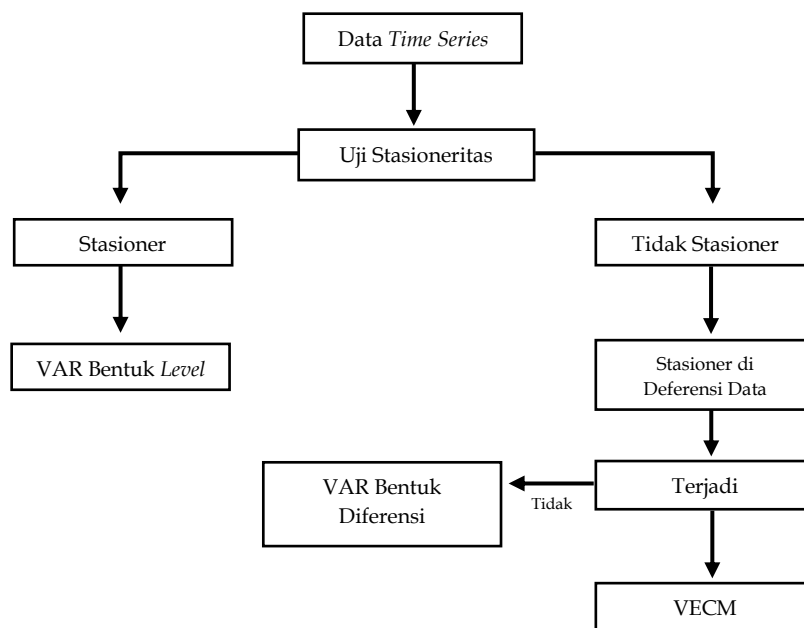 Data Time Series
Uji Stasioneritas
Stasioner
Tidak Stasioner
VAR Bentuk Level
Stasioner di
Deferensi Data
VAR Bentuk
Diferensi
Tidak
Terjadi
VECM